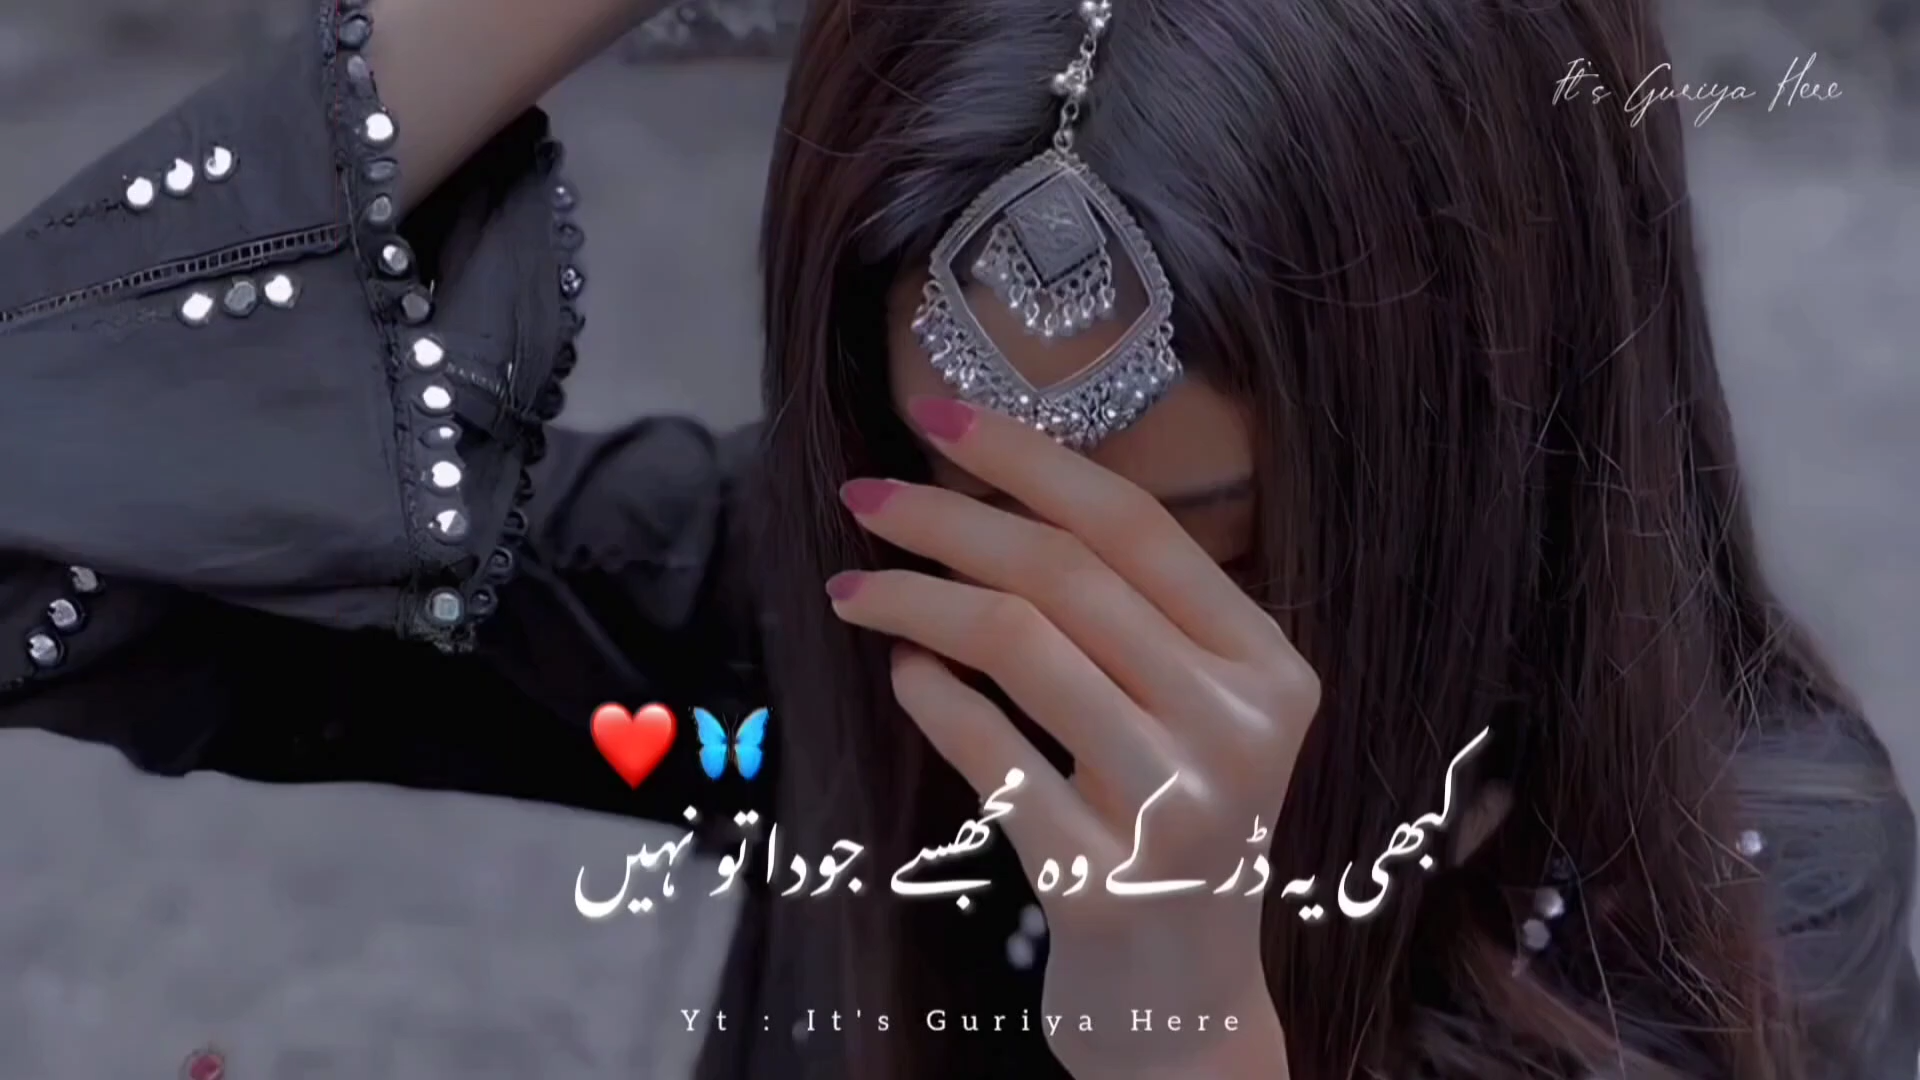 It's Guriya Here
کبھی یہ ڈر کے وہ مجھسے جودا تو نہیں
Yt : It's Guriya Here